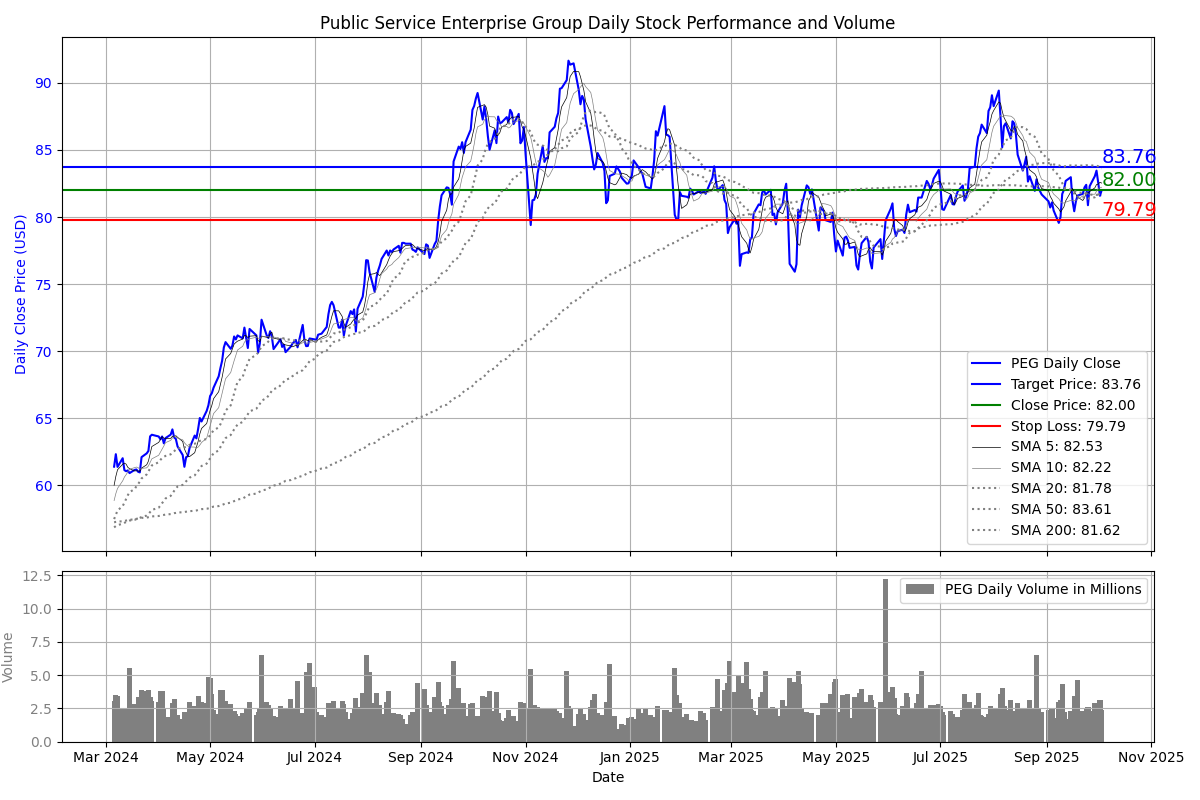 Public Service Enterprise Group Daily Stock Performance and Volume
Daily Close Price (USD)
90
85
80
75
70
65
60
83.76
82.00
79.79
PEG Daily Close
Target Price: 83.76
Close Price: 82.00
Stop Loss: 79.79
SMA 5: 82.53
SMA 10: 82.22
SMA 20: 81.78
SMA 50: 83.61
SMA 200: 81.62
Volume
12.5
10.0
7.5
5.0
2.5
0.0
PEG Daily Volume in Millions
Mar 2024 May 2024 Jul 2024 Sep 2024 Nov 2024 Jan 2025 Mar 2025 May 2025 Jul 2025 Sep 2025 Nov 2025
Date